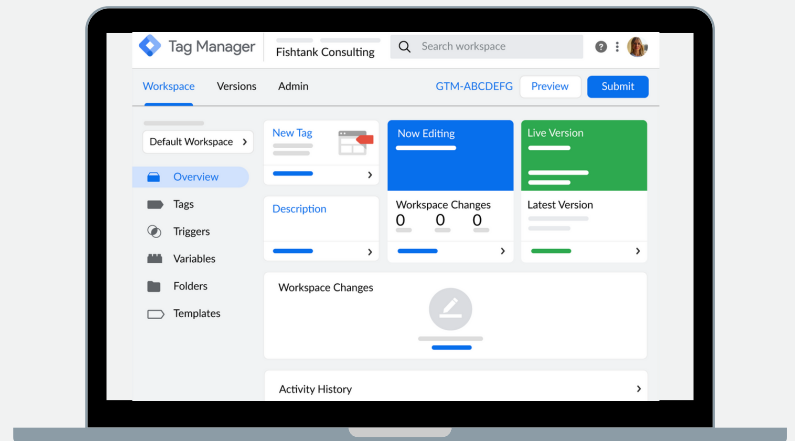 Tag Manager
Fishtank Consulting
Search workspace
Workspace Versions Admin
GTM-ABCDEFG Preview Submit
Default Workspace
Overview
Tags
Triggers
Variables
Folders
Templates
New Tag
Now Editing
Live Version
Description
Workspace Changes
0 0 0
Latest Version
Workspace Changes
Activity History